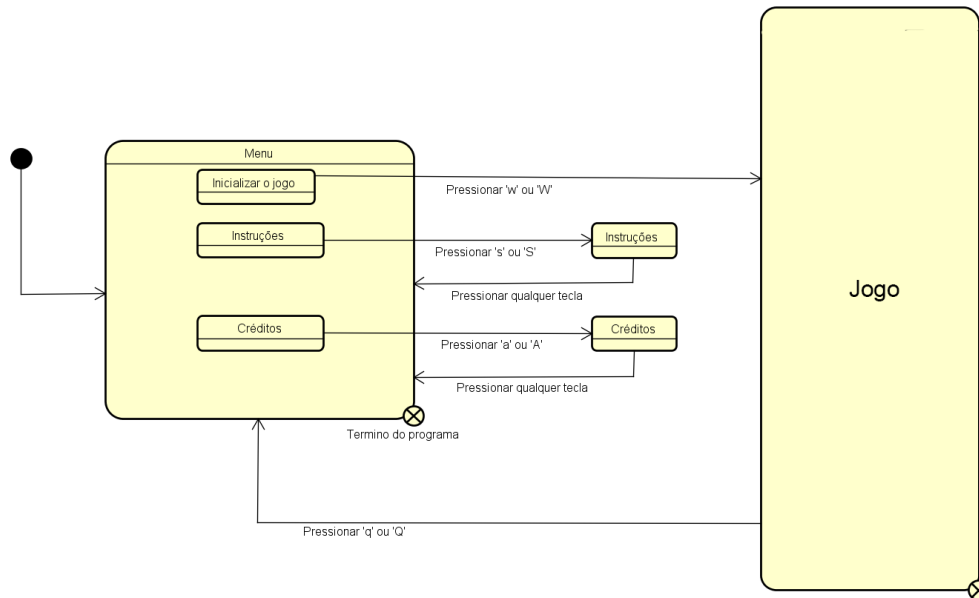 Menu
Inicializar o jogo
Pressionar 'w' ou 'W'
Instruções
Pressionar 's' ou 'S'
Instruções
Pressionar qualquer tecla
Créditos
Pressionar 'a' ou 'A'
Créditos
Pressionar qualquer tecla
Termino do programa
Pressionar 'q' ou 'Q'
Jogo